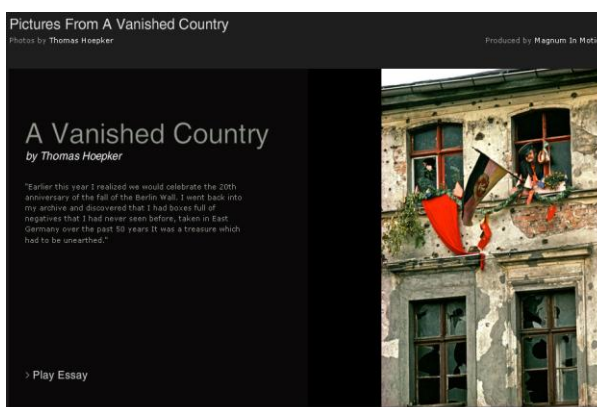 Pictures From A Vanished Country
Photos by Thomas Hoepker
Produced by Magnum In Moti
A Vanished Country
by Thomas Hoepker
"Earlier this year I realized we would celebrate the 20th
anniversary of the fall of the Berlin Wall. I went back into
my archive and discovered that I had boxes full of
negatives that I had never seen before, taken in East
Germany over the past 50 years It was a treasure which
had to be unearthed."
> Play Essay